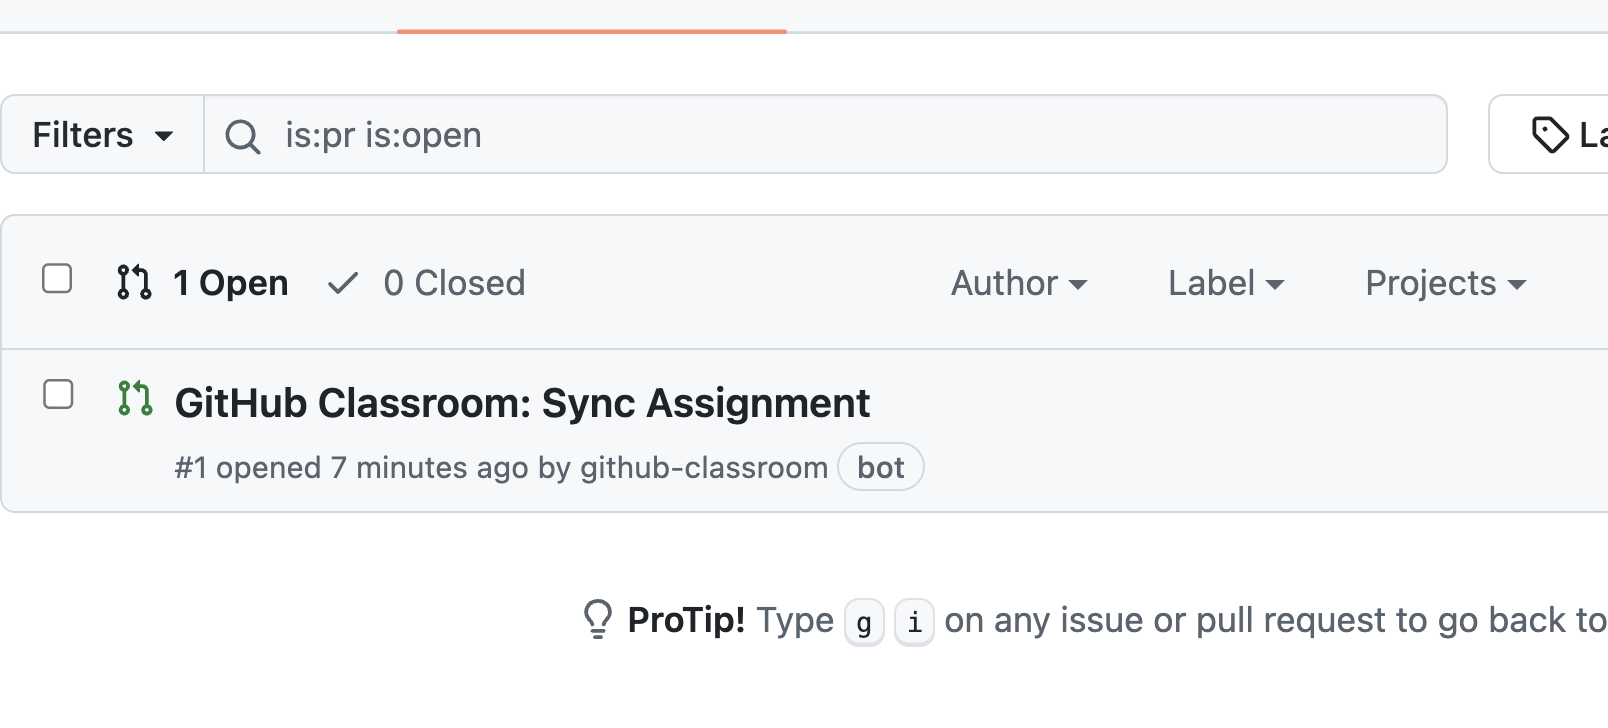 Filters is:pr is:open La
1 Open 0 Closed Author Label Projects
GitHub Classroom: Sync Assignment
#1 opened 7 minutes ago by github-classroom bot
ProTip! Type g i on any issue or pull request to go back to